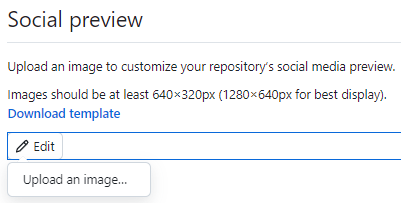 Social preview
Upload an image to customize your repository's social media preview.
Images should be at least 640×320px (1280×640px for best display).
Download template
Edit
Upload an image...